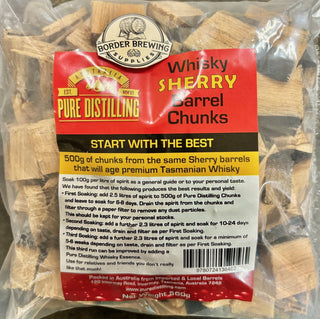 BORDER BREWING
SUPPLIES
AUSTRALIAN
EST.
PURE DISTILLING
Whisky
SHERRY
Barrel
Chunks
START WITH THE BEST
500g of chunks from the same Sherry barrels
that will age premium Tasmanian Whisky
Soak 100g per litre of spirit as a general guide or to your personal taste.
We have found that the following produces the best results and yield:
• First Soaking: add 2.5 litres of spirit to 500g of Pure Distilling Chunks
and leave to soak for 6-8 days. Drain the spirit from the chunks and
filter through a paper filter to remove any dust particles.
This should be kept for your personal stocks.
• Second Soaking: add a further 2.3 litres of spirit and soak for 10-24 days
depending on taste, drain and filter as per First Soaking.
• Third Soaking: add a further 2.3 litres of spirit and soak for a minimum of
5-8 weeks depending on taste, drain and filter as per First Soaking.
This third run can be improved by adding a
Pure Distilling Whisky Essence.
Use for relatives and friends you don't really
like that much!
Packed in Australia from Imported & Local Barrels
Moonah, Tasmania, Australia
www.puredistilling.com
Net Weight 500g